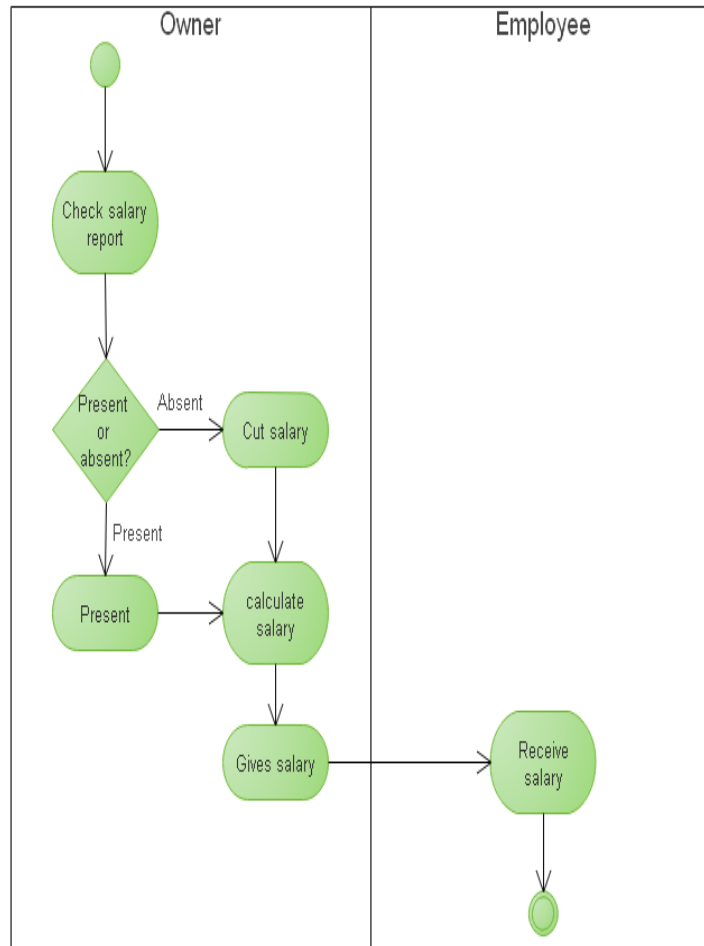 Owner
Employee
Check salary
report
Present
or
absent?
Absent
Cut salary
Present
Present
calculate
salary
Gives salary
Receive
salary